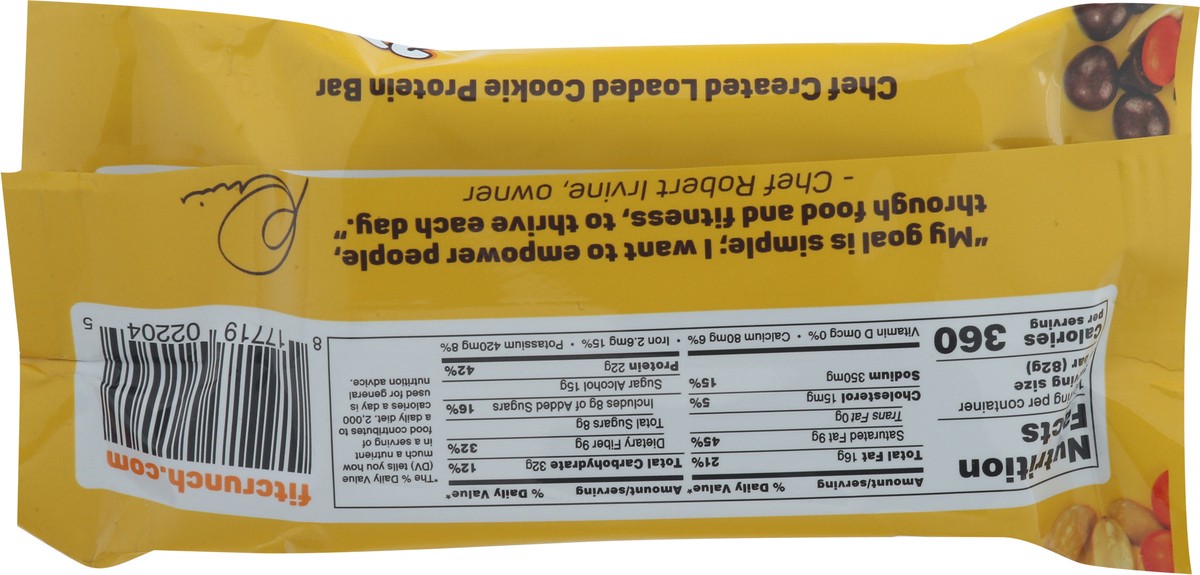 fitcrunch.com
8 17719 02204 5
Nutrition
Facts
per container
size
(82g)
Calories
per serving
360
Amount/serving % Daily Value*
Total Fat 16g 21%
Saturated Fat 9g 45%
Trans Fat 0g
Cholesterol 15mg 5%
Sodium 350mg 15%
Amount/serving % Daily Value*
Total Carbohydrate 32g 12%
Dietary Fiber 9g 32%
Total Sugars 8g
Includes 8g of Added Sugars 16%
Sugar Alcohol 15g
Protein 22g 42%
Vitamin D 0mcg 0% • Calcium 80mg 6% • Iron 2.6mg 15% • Potassium 420mg 8%
*The % Daily Value
(DV) tells you how
much a nutrient
in a serving of
food contributes to
a daily diet. 2,000
calories a day is
used for general
nutrition advice.
"My goal is simple; I want to empower people,
through food and fitness, to thrive each day."
- Chef Robert Irvine, owner
Chef Created Loaded Cookie Protein Bar